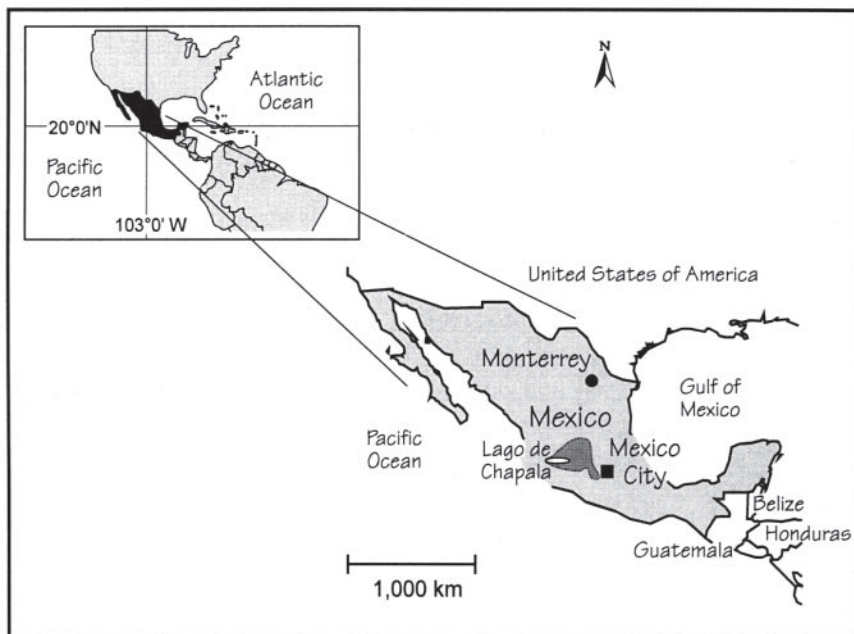 N
Atlantic
Ocean
20°0'N
Pacific
Ocean
103°0' W
United States of America
Monterrey
Gulf of
Mexico
Mexico
Pacific
Ocean
Lago de
Chapala
Mexico
City
Belize
Honduras
Guatemala
1,000 km